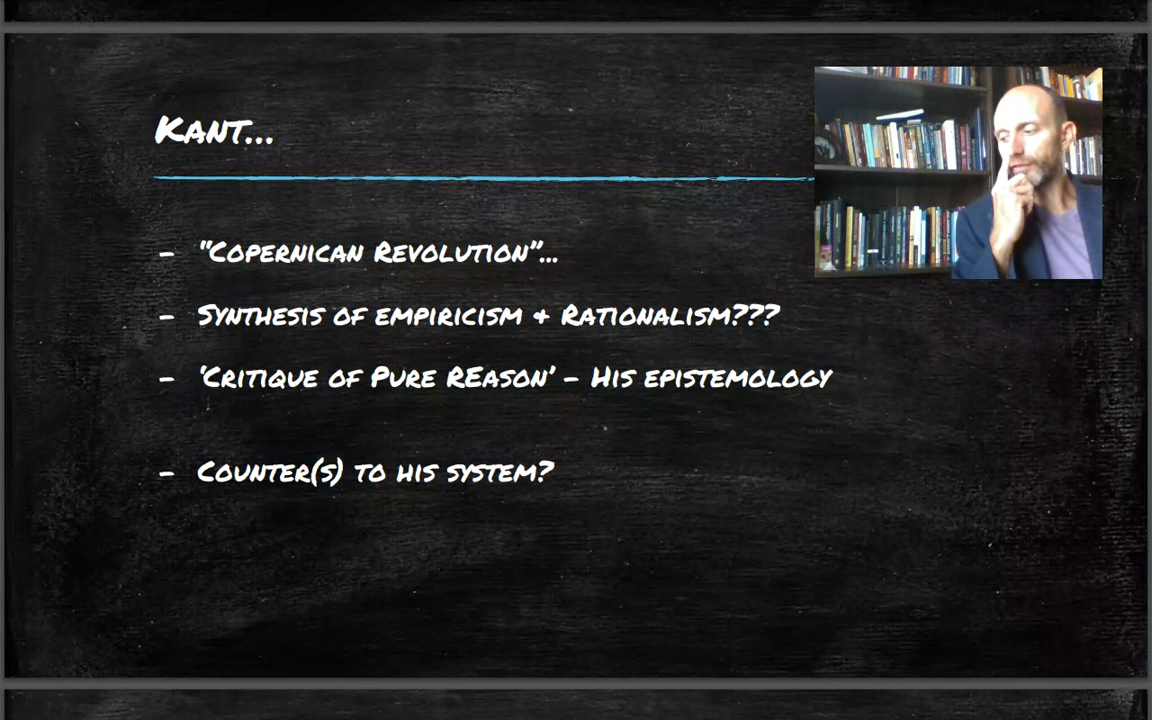 Kant...
- "Copernican Revolution"...
- Synthesis of empiricism + Rationalism???
- 'Critique of Pure REason' – His epistemology
- Counter(s) to his system?